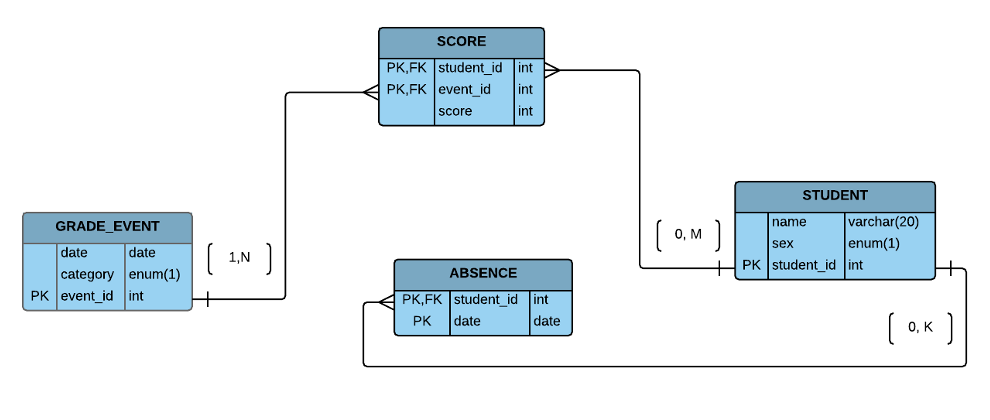 SCORE
PK,FK student_id int
PK,FK event_id int
score int
STUDENT
name varchar(20)
sex enum(1)
PK student_id int
GRADE_EVENT
date date
category enum(1)
PK event_id int
1,N
0, M
ABSENCE
PK,FK student_id int
PK date date
0, K